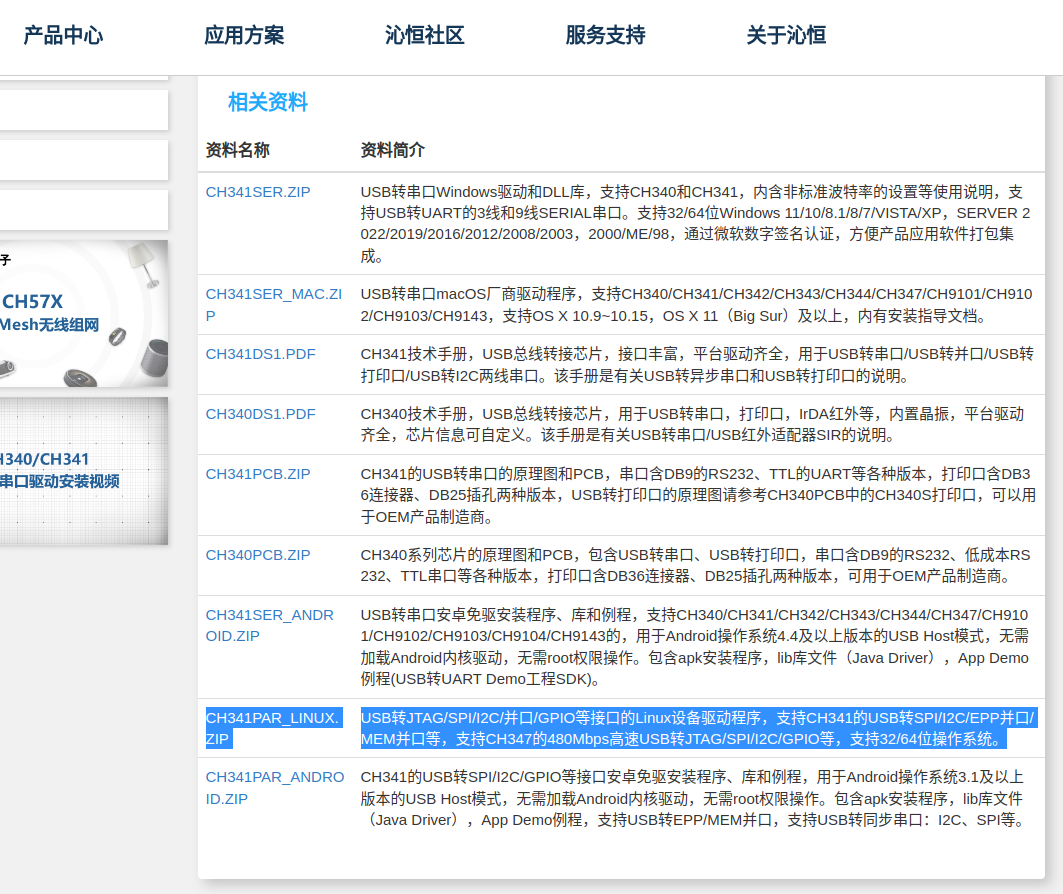 产品中心 应用方案 沁恒社区 服务支持 关于沁恒
相关资料
资料名称 资料简介
CH341SER.ZIP USB转串口Windows驱动和DLL库，支持CH340和CH341，内含非标准波特率的设置等使用说明，支
持USB转UART的3线和9线SERIAL串口。支持32/64位Windows 11/10/8.1/8/7/VISTA/XP，SERVER 2
022/2019/2016/2012/2008/2003，2000/ME/98，通过微软数字签名认证，方便产品应用软件打包集
成。
子
CH57X
Mesh无线组网
CH341SER_MAC.ZI
P
USB转串口macOS厂商驱动程序，支持CH340/CH341/CH342/CH343/CH344/CH347/CH9101/CH910
2/CH9103/CH9143，支持OS X 10.9~10.15，OS X 11（Big Sur）及以上，内有安装指导文档。
CH341DS1.PDF CH341技术手册，USB总线转接芯片，接口丰富，平台驱动齐全，用于USB转串口/USB转并口/USB转
打印口/USB转I2C两线串口。该手册是有关USB转异步串口和USB转打印口的说明。
CH340DS1.PDF CH340技术手册，USB总线转接芯片，用于USB转串口，打印口，IrDA红外等，内置晶振，平台驱动
齐全，芯片信息可自定义。该手册是有关USB转串口/USB红外适配器SIR的说明。
H340/CH341
串口驱动安装视频
CH341PCB.ZIP CH341的USB转串口的原理图和PCB，串口含DB9的RS232、TTL的UART等各种版本，打印口含DB3
6连接器、DB25插孔两种版本，USB转打印口的原理图请参考CH340PCB中的CH340S打印口，可以用
于OEM产品制造商。
CH340PCB.ZIP CH340系列芯片的原理图和PCB，包含USB转串口、USB转打印口，串口含DB9的RS232、低成本RS
232、TTL串口等各种版本，打印口含DB36连接器、DB25插孔两种版本，可用于OEM产品制造商。
CH341SER_ANDR
OID.ZIP
USB转串口安卓免驱安装程序、库和例程，支持CH340/CH341/CH342/CH343/CH344/CH347/CH910
1/CH9102/CH9103/CH9104/CH9143的，用于Android操作系统4.4及以上版本的USB Host模式，无需
加载Android内核驱动，无需root权限操作。包含apk安装程序，lib库文件（Java Driver），App Demo
例程(USB转UART Demo工程SDK)。
CH341PAR_LINUX.
ZIP
USB转JTAG/SPI/I2C/并口/GPIO等接口的Linux设备驱动程序，支持CH341的USB转SPI/I2C/EPP并口/
MEM并口等，支持CH347的480Mbps高速USB转JTAG/SPI/I2C/GPIO等，支持32/64位操作系统。
CH341PAR_ANDRO
ID.ZIP
CH341的USB转SPI/I2C/GPIO等接口安卓免驱安装程序、库和例程，用于Android操作系统3.1及以上
版本的USB Host模式，无需加载Android内核驱动，无需root权限操作。包含apk安装程序，lib库文件
（Java Driver），App Demo例程，支持USB转EPP/MEM并口，支持USB转同步串口：I2C、SPI等。